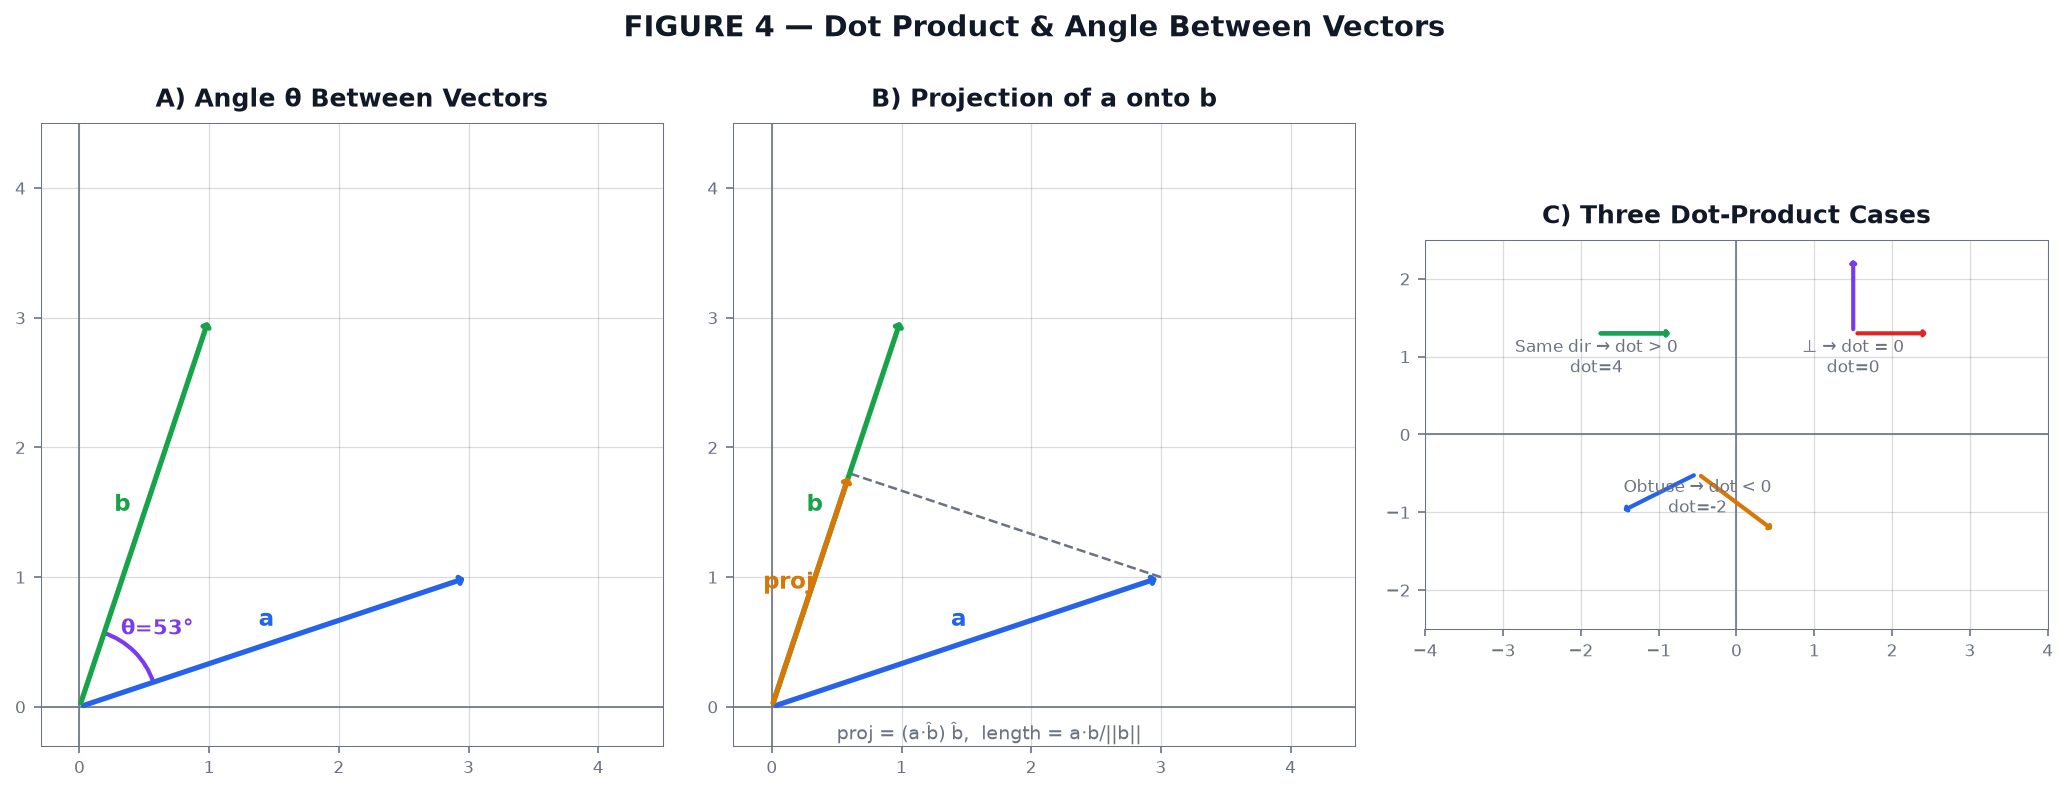 FIGURE 4 — Dot Product & Angle Between Vectors
A) Angle θ Between Vectors
4
3
2
1
0
0
1
2
3
4
b
θ=53°
a
B) Projection of a onto b
4
3
2
1
0
0
1
2
3
4
b
proj
a
proj = (a·b̂) b̂,  length = a·b/||b||
C) Three Dot-Product Cases
2
1
0
−1
−2
−4
−3
−2
−1
0
1
2
3
4
Same dir → dot > 0
dot=4
⊥ → dot = 0
dot=0
Obtuse → dot < 0
dot=-2